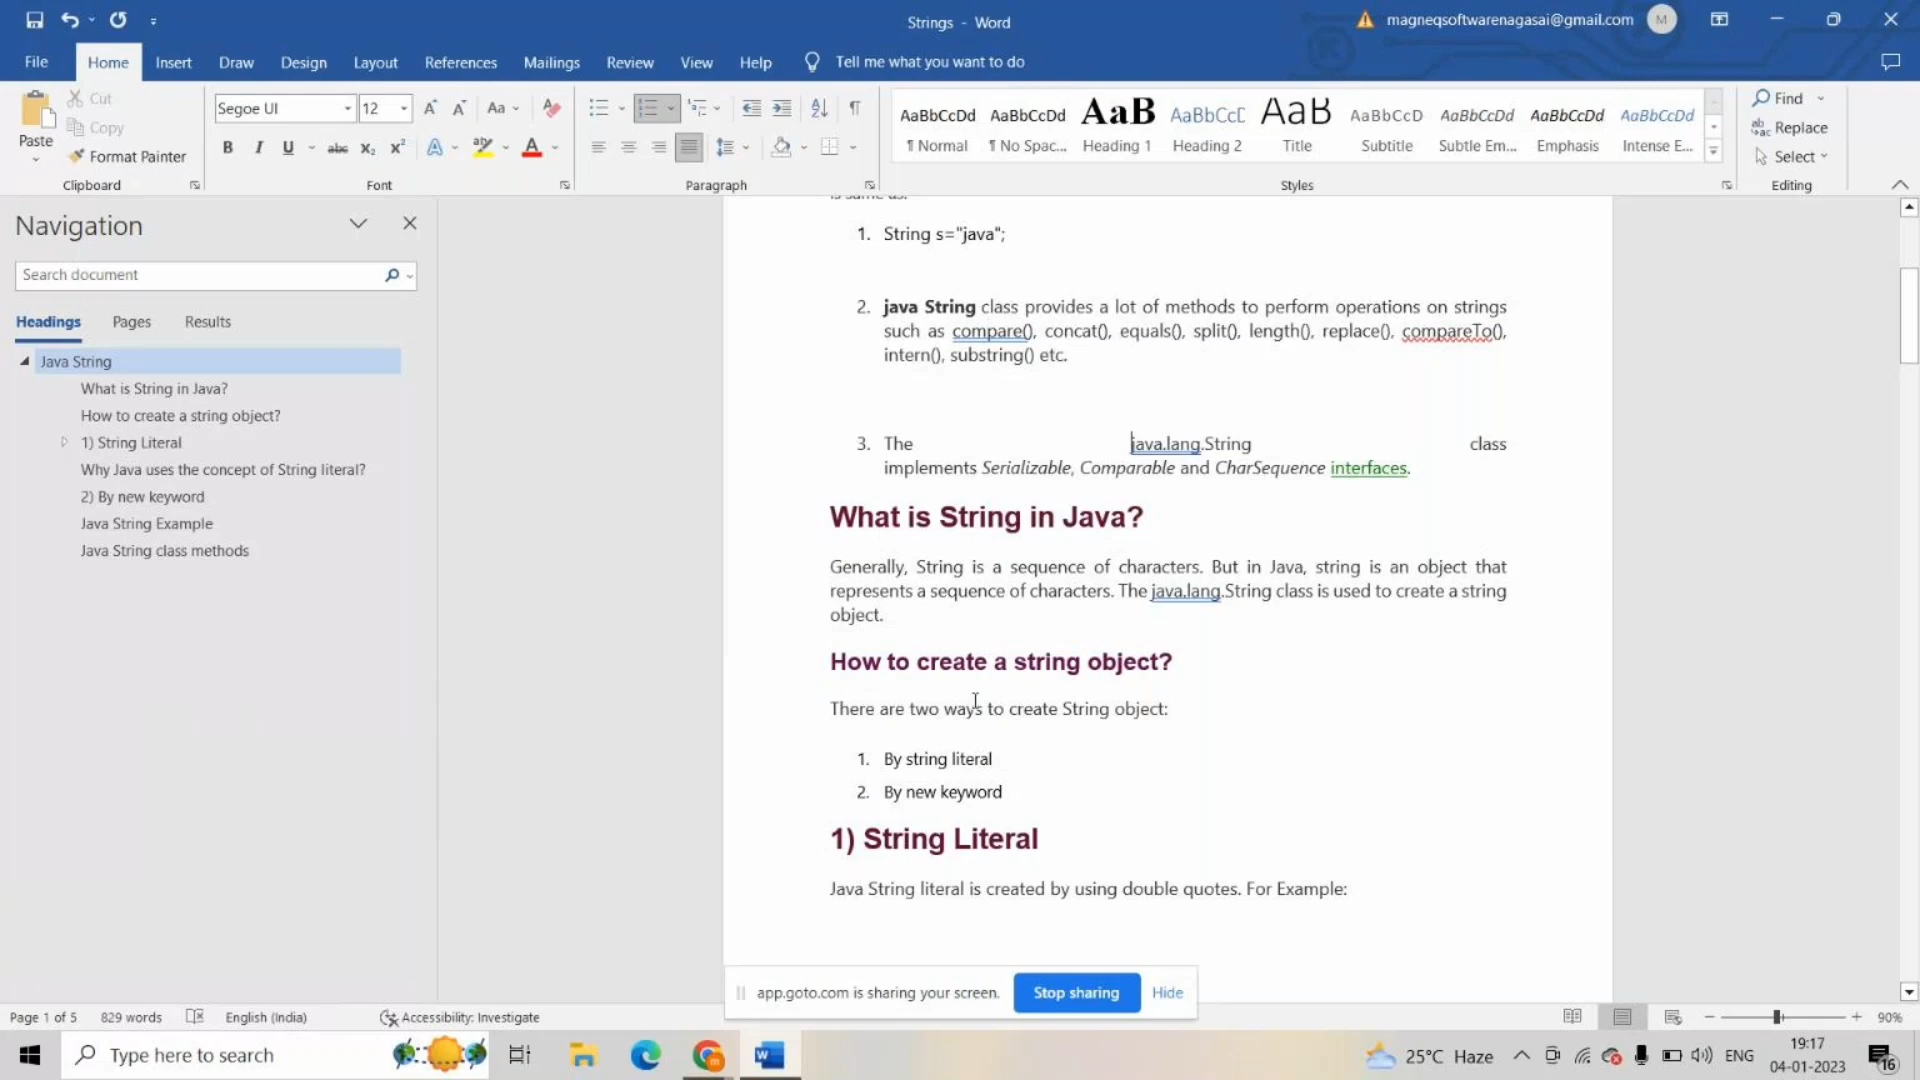 Strings - Word
magneqsoftwarenagasai@gmail.com
M
File
Home
Insert
Draw
Design
Layout
References
Mailings
Review
View
Help
Tell me what you want to do
Paste
Cut
Copy
Format Painter
Clipboard
Segoe UI
12
Font
Paragraph
AaBbCcDd
¶ Normal
AaBbCcDd
¶ No Spac...
AaB
Heading 1
AaBbCcD
Heading 2
AaB
Title
AaBbCcD
Subtitle
AaBbCcDd
Subtle Em...
AaBbCcDd
Emphasis
AaBbCcDd
Intense E...
Styles
Find
Replace
Select
Editing
Navigation
Search document
Headings
Pages
Results
Java String
What is String in Java?
How to create a string object?
1) String Literal
Why Java uses the concept of String literal?
2) By new keyword
Java String Example
Java String class methods
is same as:
1. String s="java";
2. java String class provides a lot of methods to perform operations on strings
such as compare(), concat(), equals(), split(), length(), replace(), compareTo(),
intern(), substring() etc.
3. The java.lang.String class
implements Serializable, Comparable and CharSequence interfaces.
What is String in Java?
Generally, String is a sequence of characters. But in Java, string is an object that
represents a sequence of characters. The java.lang.String class is used to create a string
object.
How to create a string object?
There are two ways to create String object:
1. By string literal
2. By new keyword
1) String Literal
Java String literal is created by using double quotes. For Example:
app.goto.com is sharing your screen.
Stop sharing
Hide
Page 1 of 5
829 words
English (India)
Accessibility: Investigate
90%
Type here to search
25°C Haze
ENG
19:17
04-01-2023
16